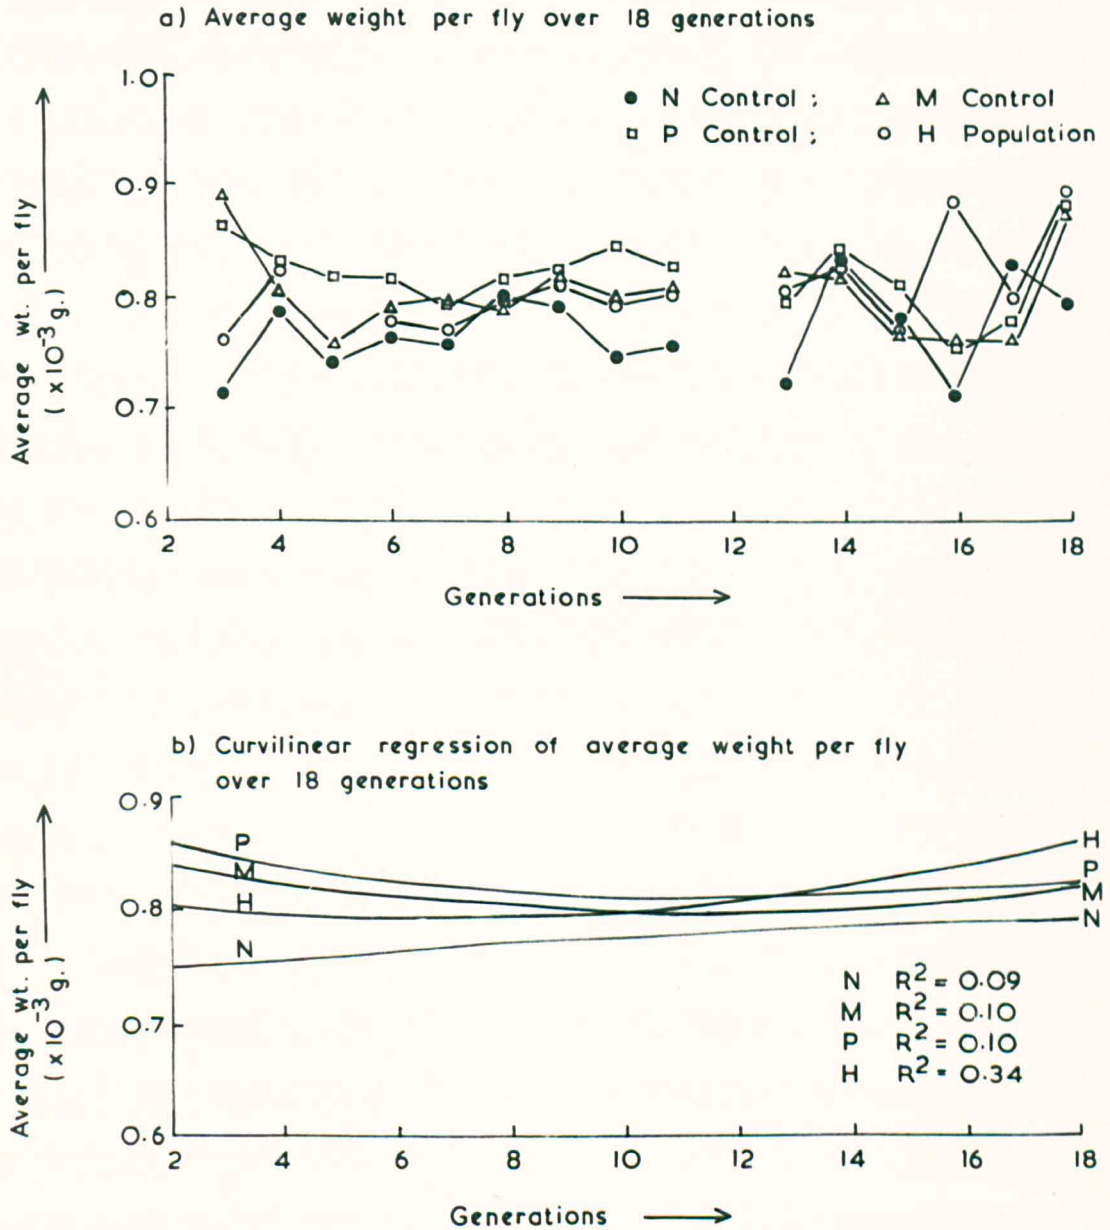 a) Average weight per fly over 18 generations
1.0
0.9
0.8
0.7
0.6
Average wt. per fly
(x10⁻³ g.)
● N Control; △ M Control
□ P Control; ○ H Population
2 4 6 8 10 12 14 16 18
Generations
b) Curvilinear regression of average weight per fly
over 18 generations
0.9
0.8
0.7
0.6
Average wt. per fly
(x10⁻³ g.)
P
M
H
N
H
P
M
N
N R² = 0.09
M R² = 0.10
P R² = 0.10
H R² = 0.34
2 4 6 8 10 12 14 16 18
Generations